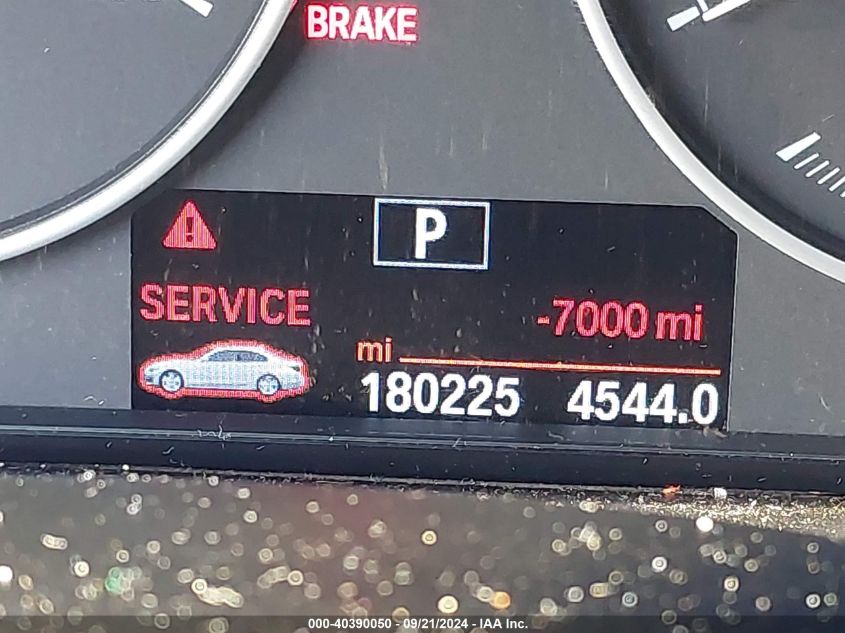 BRAKE
P
SERVICE -7000 mi
mi
180225 4544.0
000-40390050 - 09/21/2024 - IAA Inc.